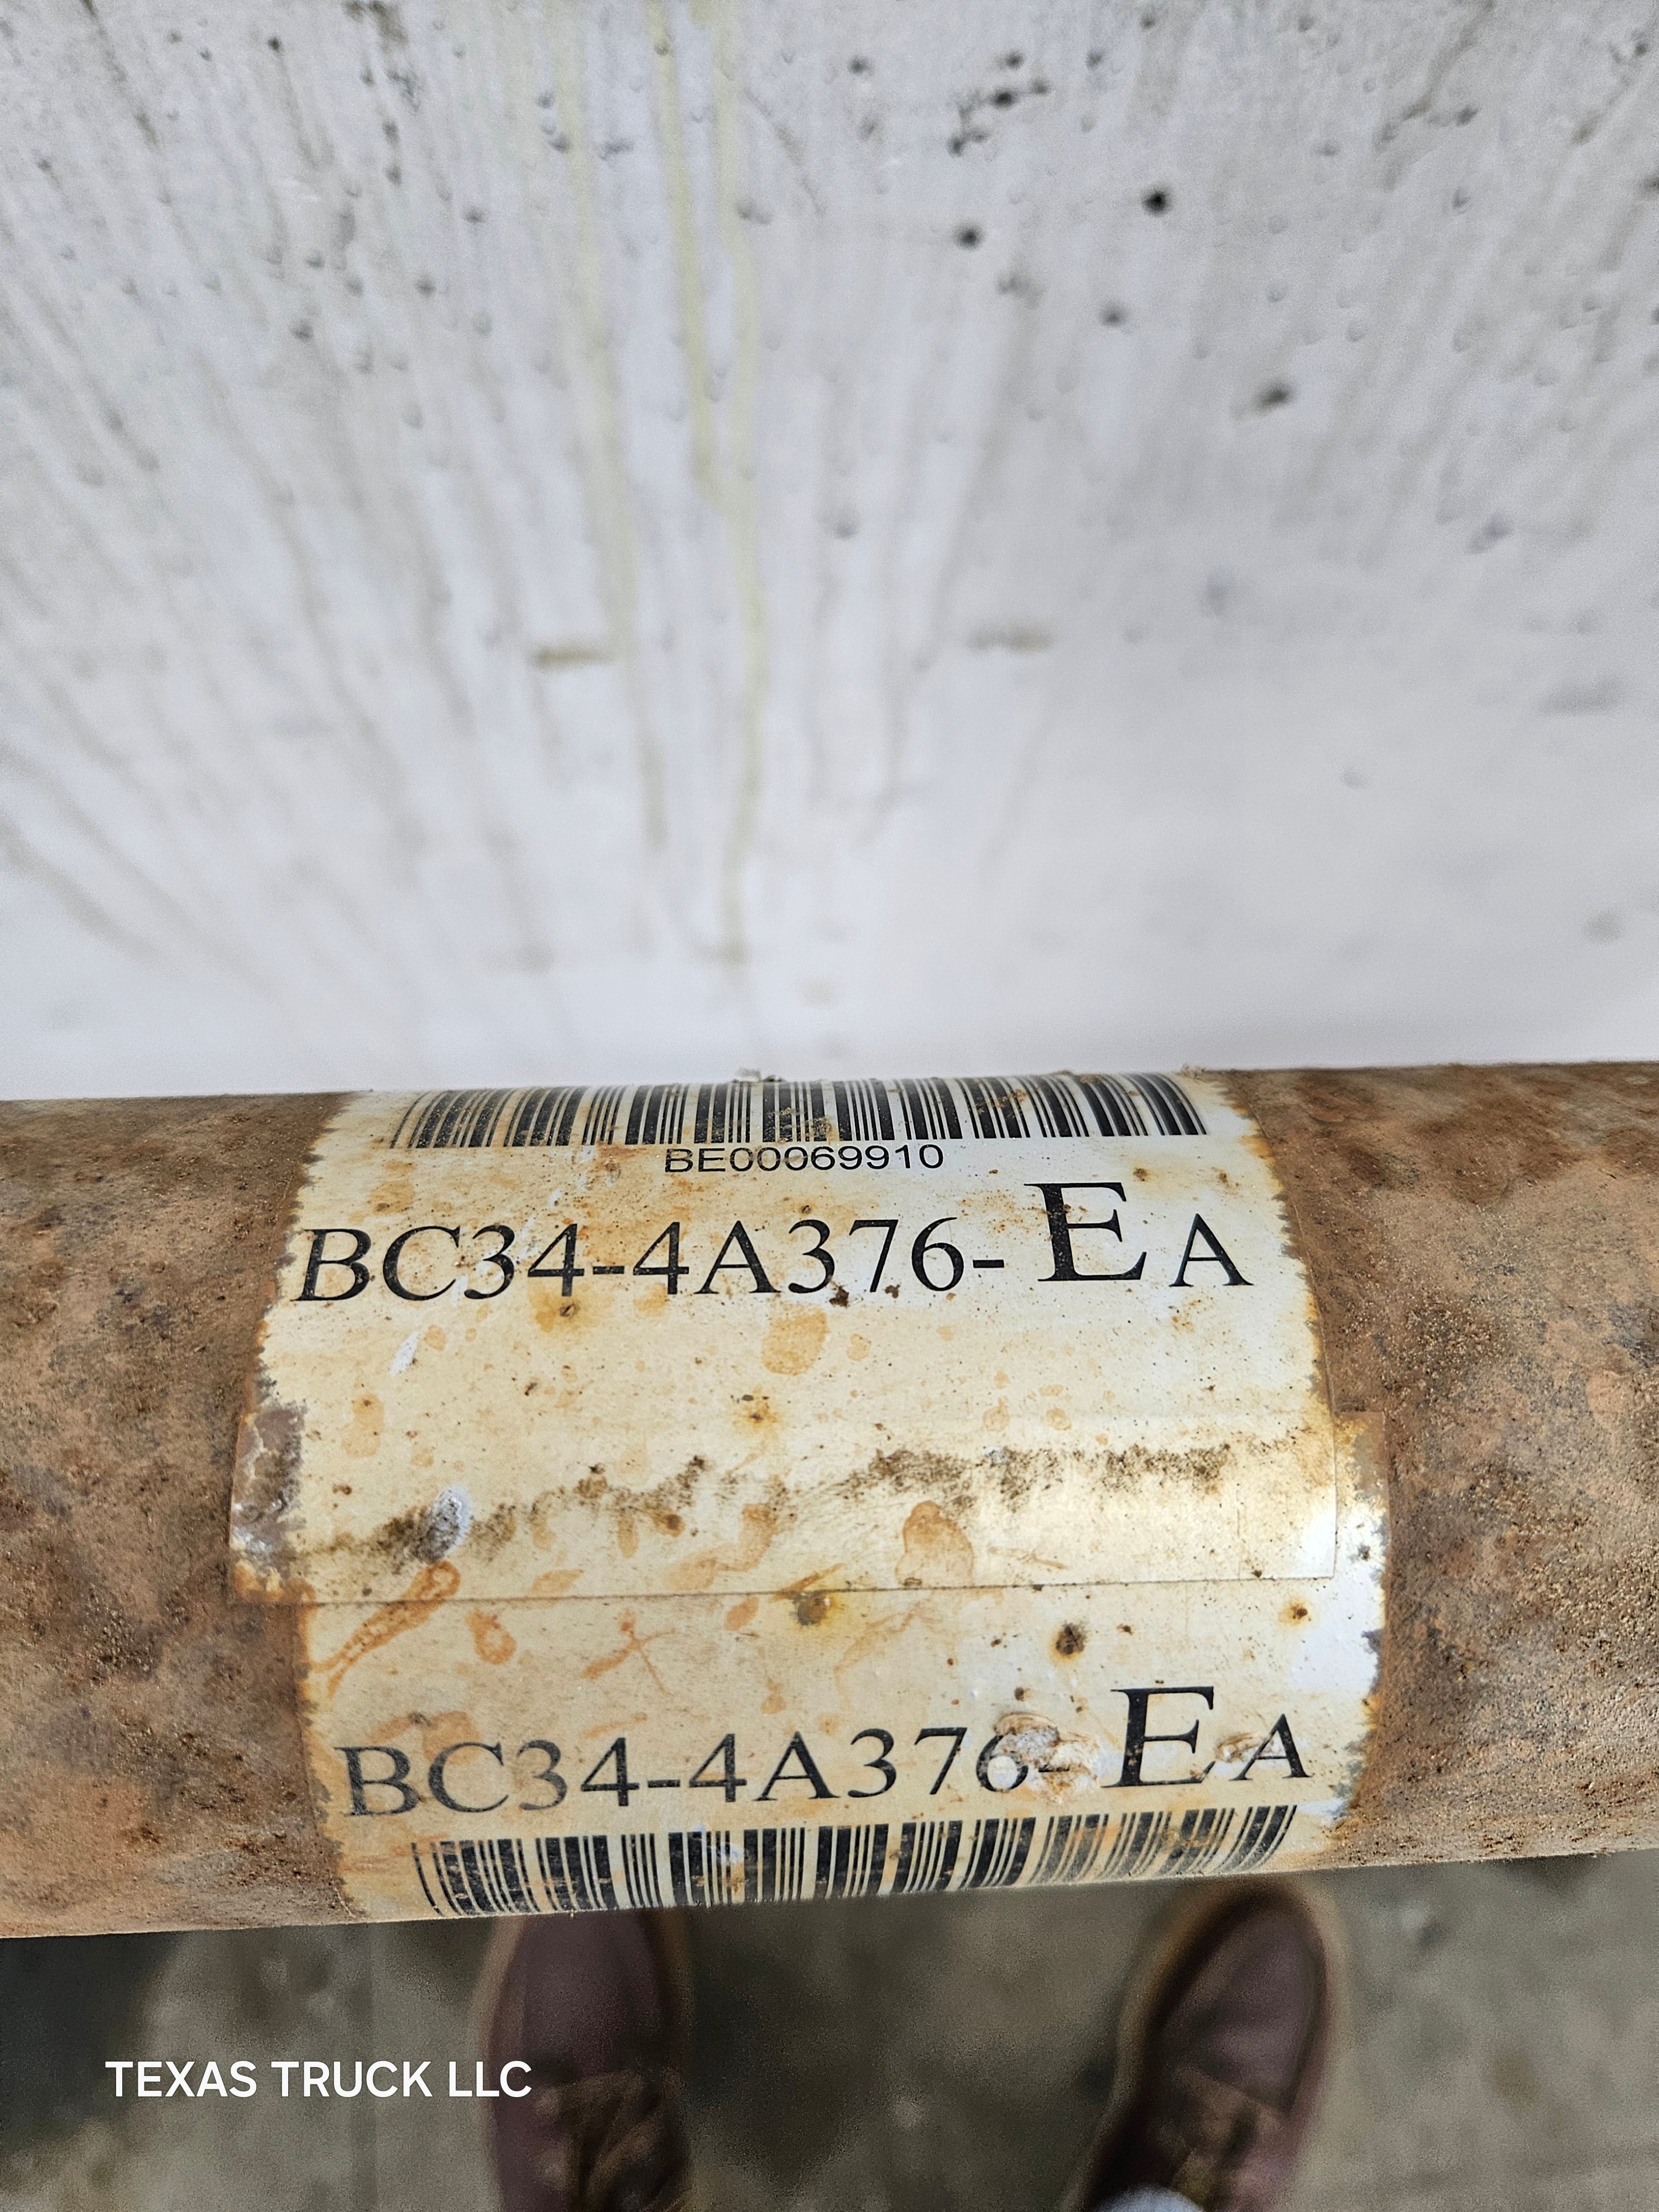 BE00069910
BC34-4A376-EA
BC34-4A376-EA
TEXAS TRUCK LLC